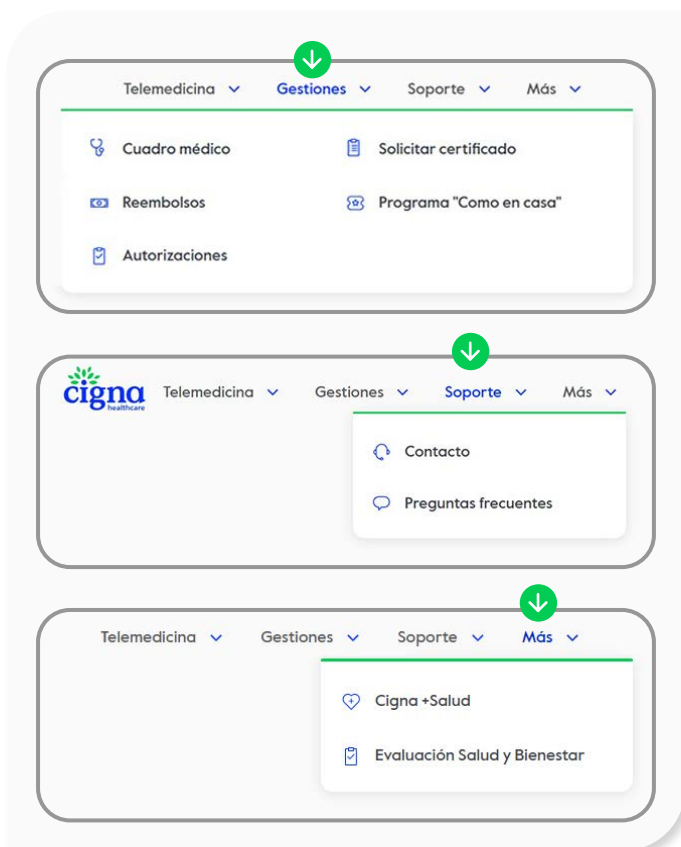 Telemedicina Gestiones Soporte Más
Cuadro médico Solicitar certificado
Reembolsos Programa "Como en casa"
Autorizaciones
cigna healthcare Telemedicina Gestiones Soporte Más
Contacto
Preguntas frecuentes
Telemedicina Gestiones Soporte Más
Cigna +Salud
Evaluación Salud y Bienestar